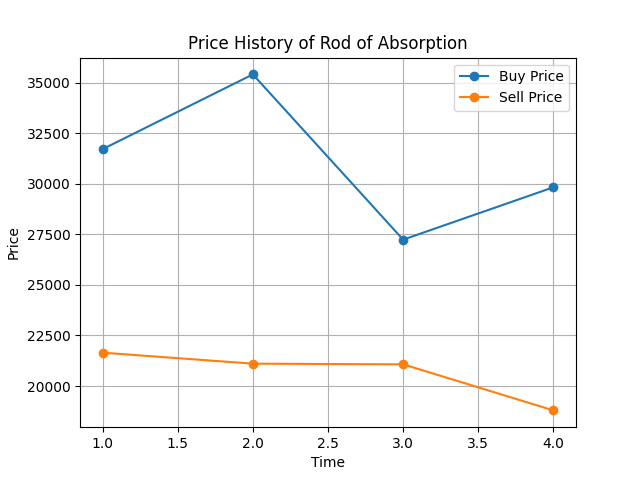 Price History of Rod of Absorption
Buy Price
Sell Price
Price
35000
32500
30000
27500
25000
22500
20000
1.0 1.5 2.0 2.5 3.0 3.5 4.0
Time